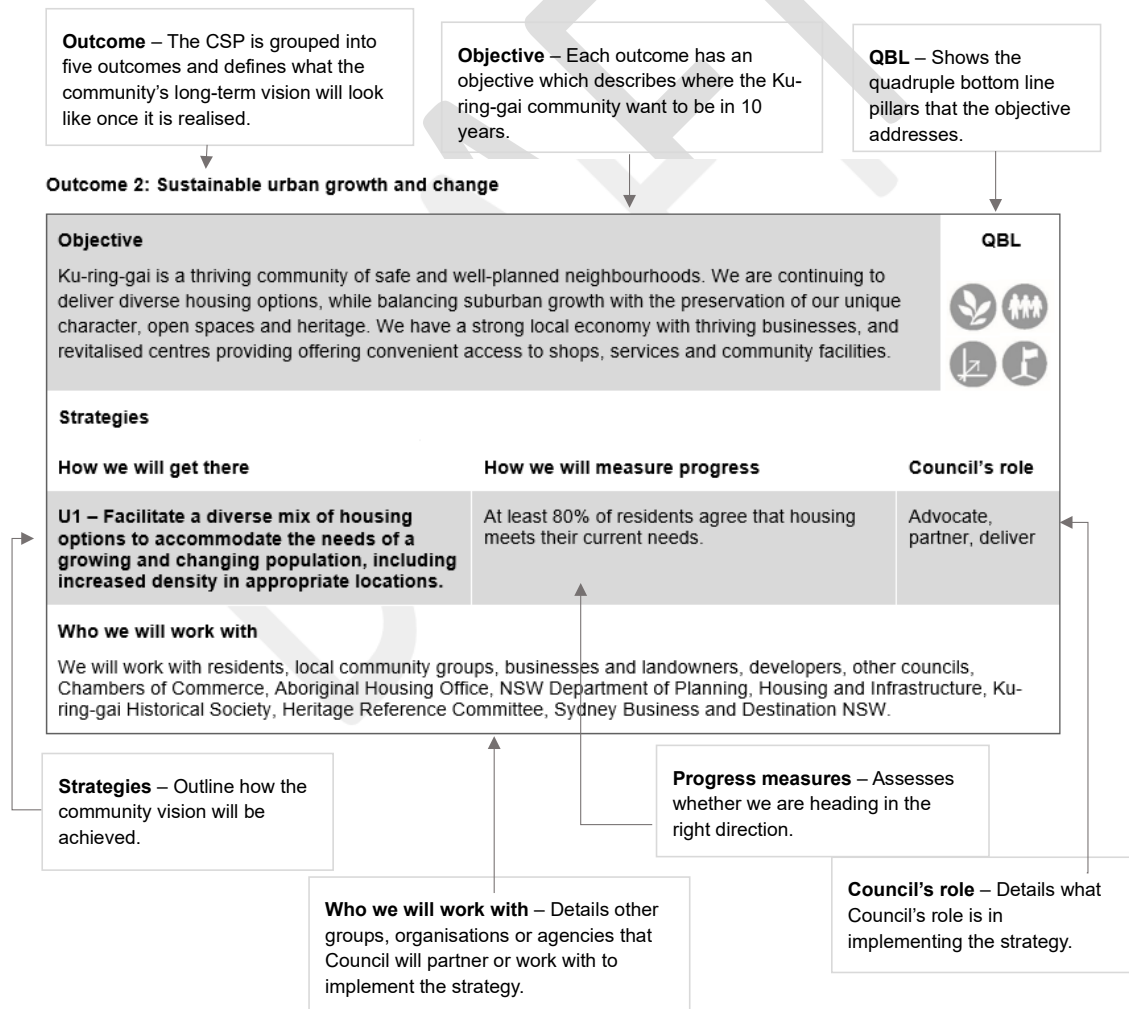 Outcome – The CSP is grouped into
five outcomes and defines what the
community's long-term vision will look
like once it is realised.
Objective – Each outcome has an
objective which describes where the Ku-
ring-gai community want to be in 10
years.
QBL – Shows the
quadruple bottom line
pillars that the objective
addresses.
Outcome 2: Sustainable urban growth and change
Objective
QBL
Ku-ring-gai is a thriving community of safe and well-planned neighbourhoods. We are continuing to
deliver diverse housing options, while balancing suburban growth with the preservation of our unique
character, open spaces and heritage. We have a strong local economy with thriving businesses, and
revitalised centres providing offering convenient access to shops, services and community facilities.
Strategies
How we will get there
How we will measure progress
Council's role
U1 – Facilitate a diverse mix of housing
options to accommodate the needs of a
growing and changing population, including
increased density in appropriate locations.
At least 80% of residents agree that housing
meets their current needs.
Advocate,
partner, deliver
Who we will work with
We will work with residents, local community groups, businesses and landowners, developers, other councils,
Chambers of Commerce, Aboriginal Housing Office, NSW Department of Planning, Housing and Infrastructure, Ku-
ring-gai Historical Society, Heritage Reference Committee, Sydney Business and Destination NSW.
Strategies – Outline how the
community vision will be
achieved.
Progress measures – Assesses
whether we are heading in the
right direction.
Who we will work with – Details other
groups, organisations or agencies that
Council will partner or work with to
implement the strategy.
Council's role – Details what
Council's role is in
implementing the strategy.